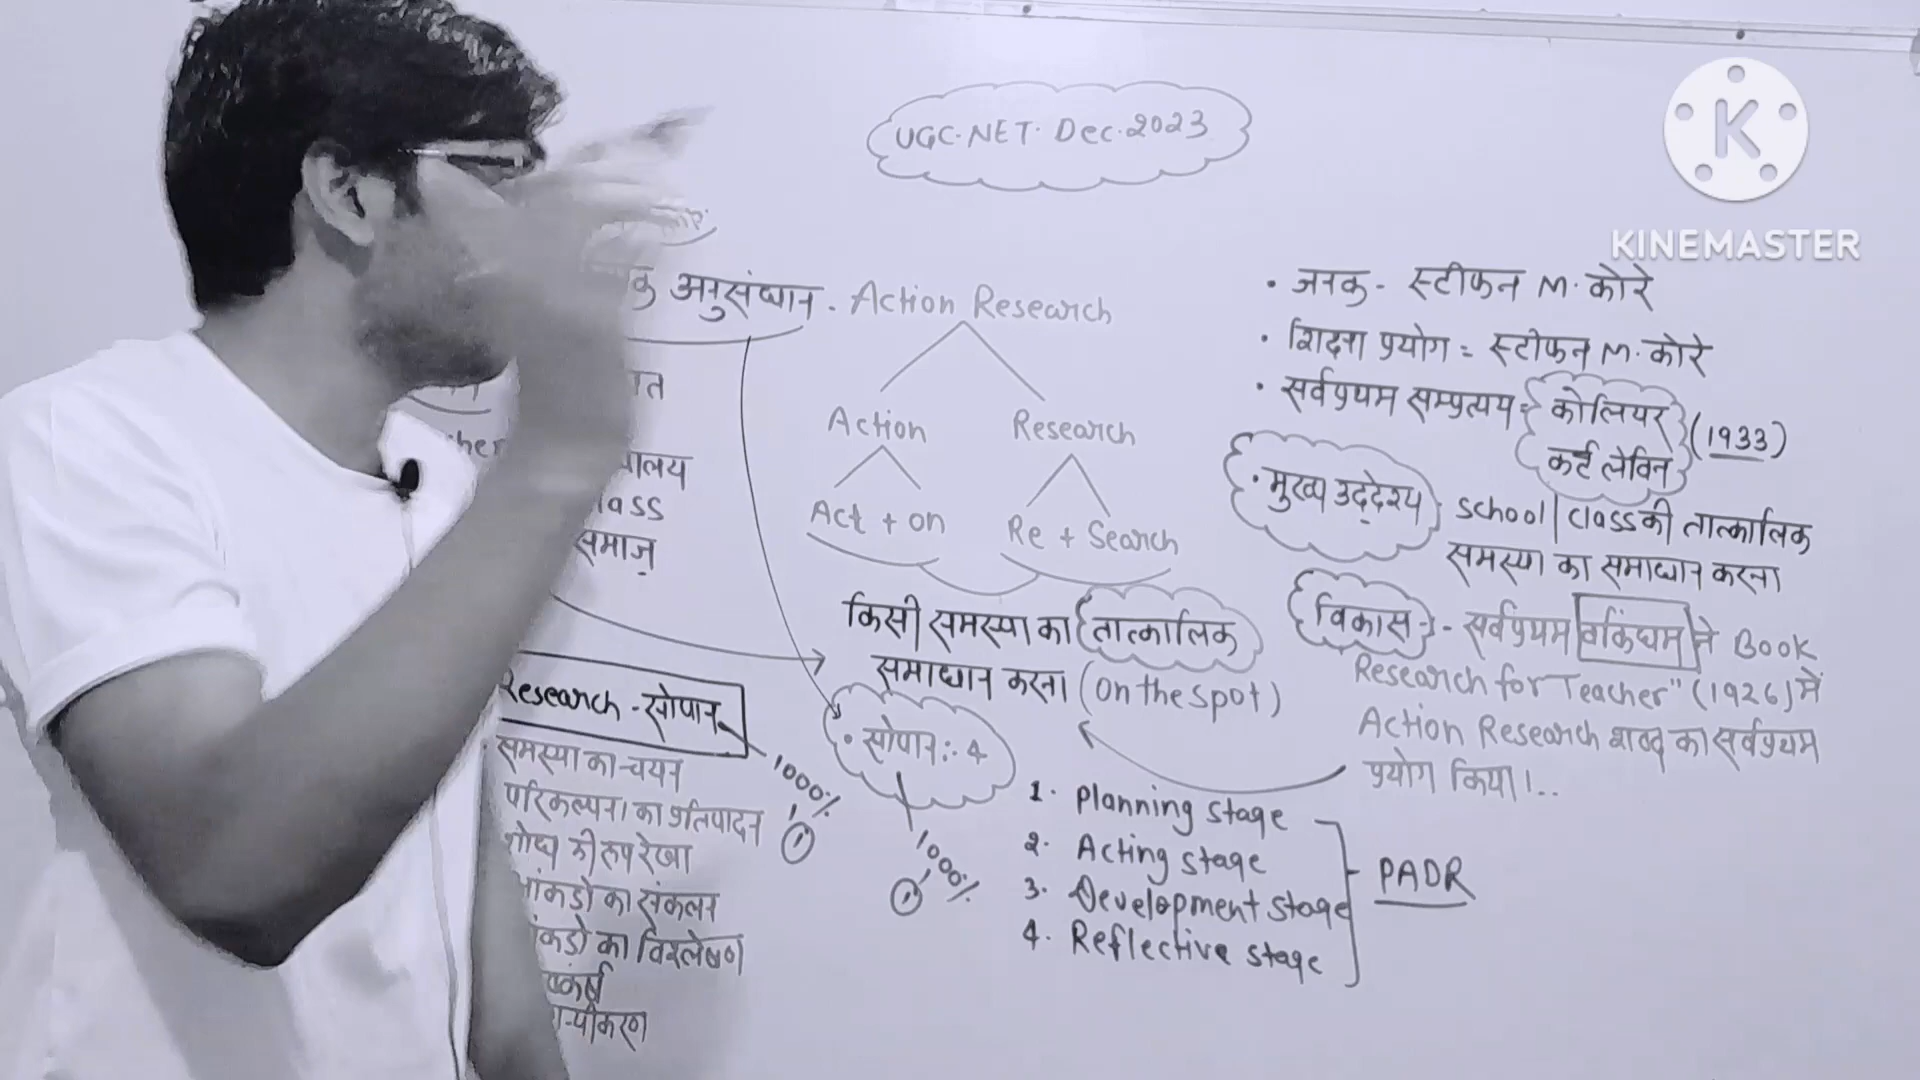 UGC.NET. Dec.2023
K
KINEMASTER
अनुसंधान. Action Research
Action
Research
Act + on
Re + Search
किसी समस्या का तात्कालिक
समाधान करना (on the spot)
समाज
Research - सोपान
समस्या का चयन
परिकल्पना का प्रतिपादन
की रूपरेखा
का संकलन
का विश्लेषण
1000%
सोपान :- 4
1000%
1. Planning stage
2. Acting stage
3. Development stage
4. Reflective stage
PADR
• जनक - स्टीफन M. कोरे
• शिक्षा प्रयोग = स्टीफन M. कोरे
• सर्वप्रथम सम्प्रत्यय = कोलियर (1933)
कर्ट लेविन
• मुख्य उद्देश्य school | class की तात्कालिक
समस्या का समाधान करना
विकास - सर्वप्रथम वकिंघम ने Book
Research for Teacher" (1926) में
Action Research शब्द का सर्वप्रथम
प्रयोग किया।..